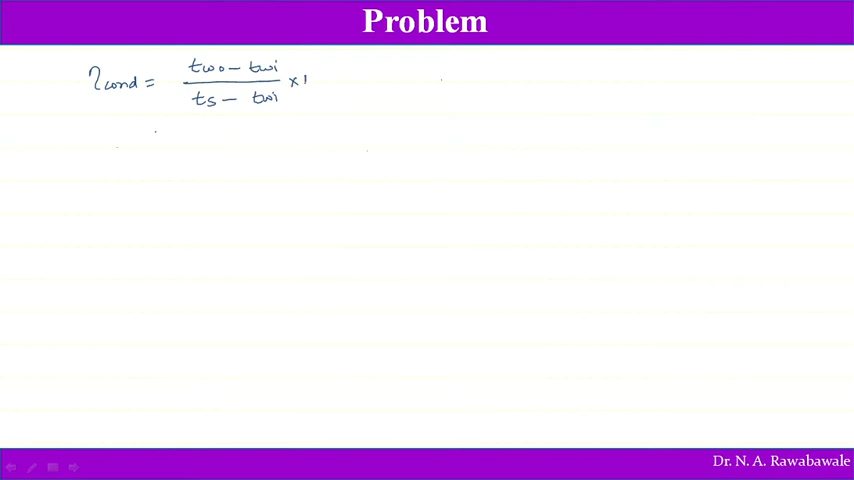 Problem
ηcond = two - twi / ts - twi × 1
Dr. N. A. Rawabawale